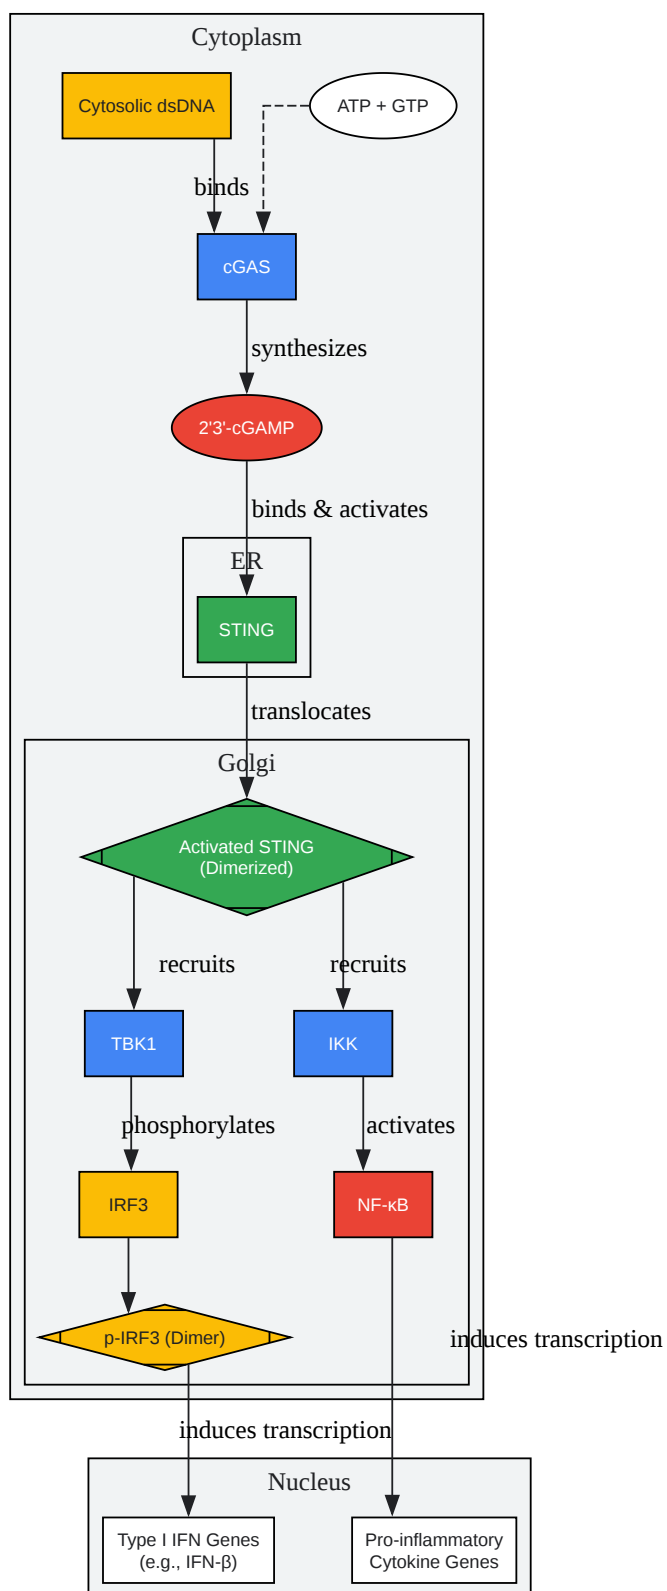 Cytoplasm
Cytosolic dsDNA
ATP + GTP
binds
cGAS
synthesizes
2'3'-cGAMP
binds & activates
ER
STING
translocates
Golgi
Activated STING
(Dimerized)
recruits
recruits
TBK1
IKK
phosphorylates
activates
IRF3
NF-κB
p-IRF3 (Dimer)
induces transcription
induces transcription
Nucleus
Type I IFN Genes
(e.g., IFN-β)
Pro-inflammatory
Cytokine Genes